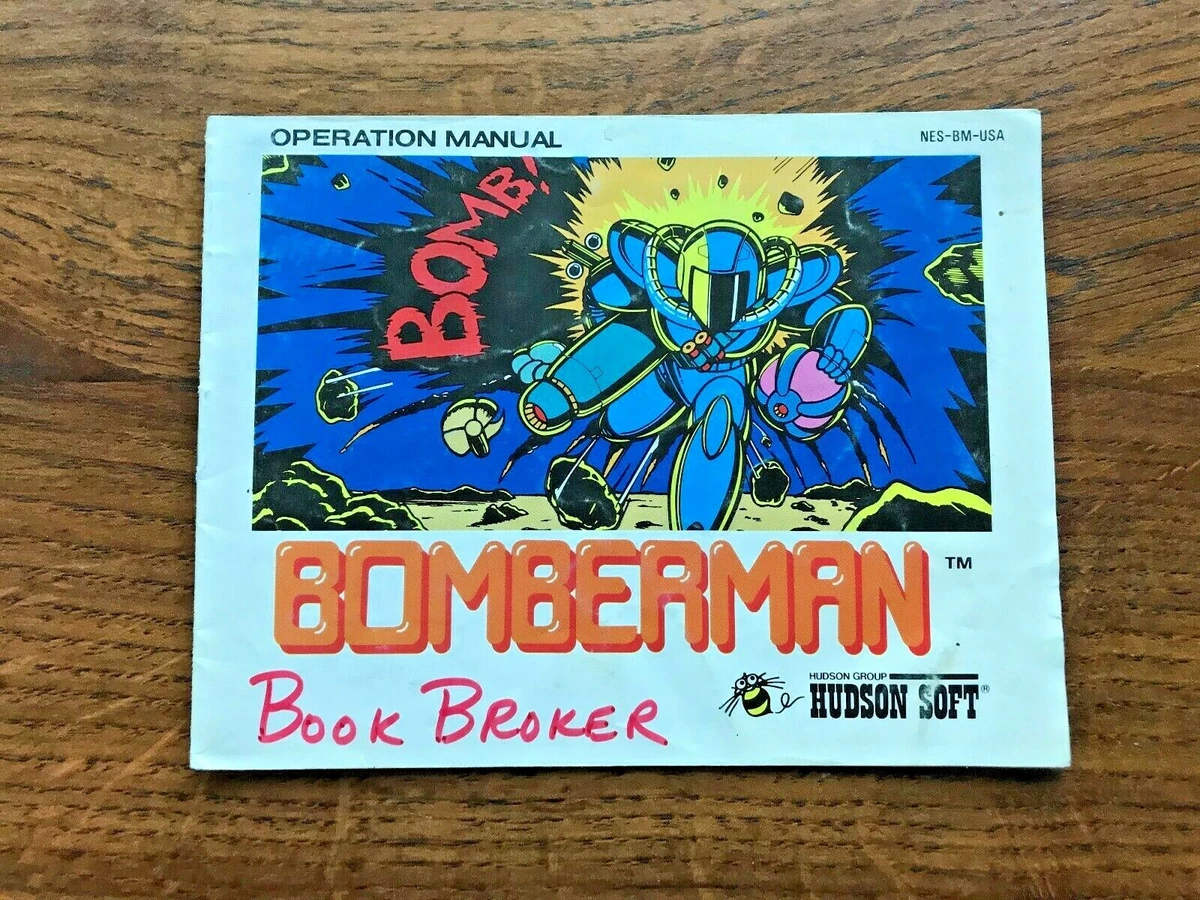 OPERATION MANUAL
NES-BM-USA
BOMB!
BOMBERMAN ™
HUDSON GROUP
HUDSON SOFT®
BOOK BROKER